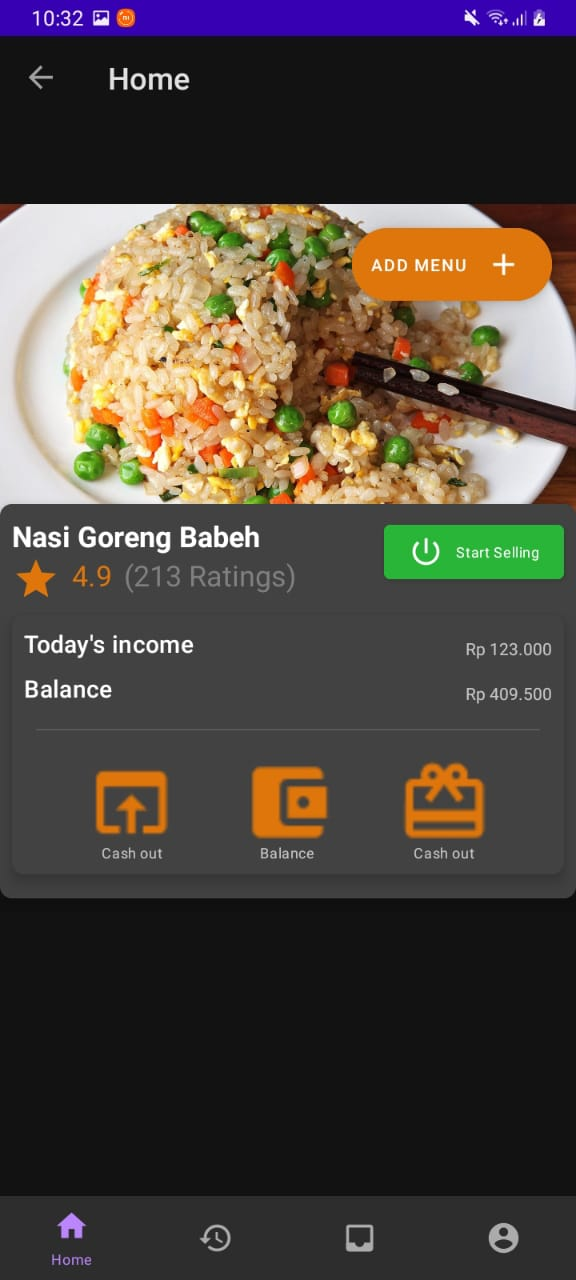 10:32
Home
ADD MENU
Nasi Goreng Babeh
4.9 (213 Ratings)
Start Selling
Today's income
Rp 123.000
Balance
Rp 409.500
Cash out
Balance
Cash out
Home